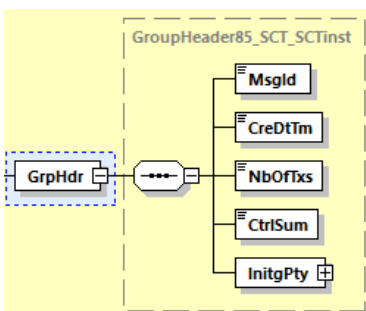 GroupHeader85_SCT_SCTinst
MsgId
CreDtTm
GrpHdr
NbOfTxs
CtrlSum
InitgPty